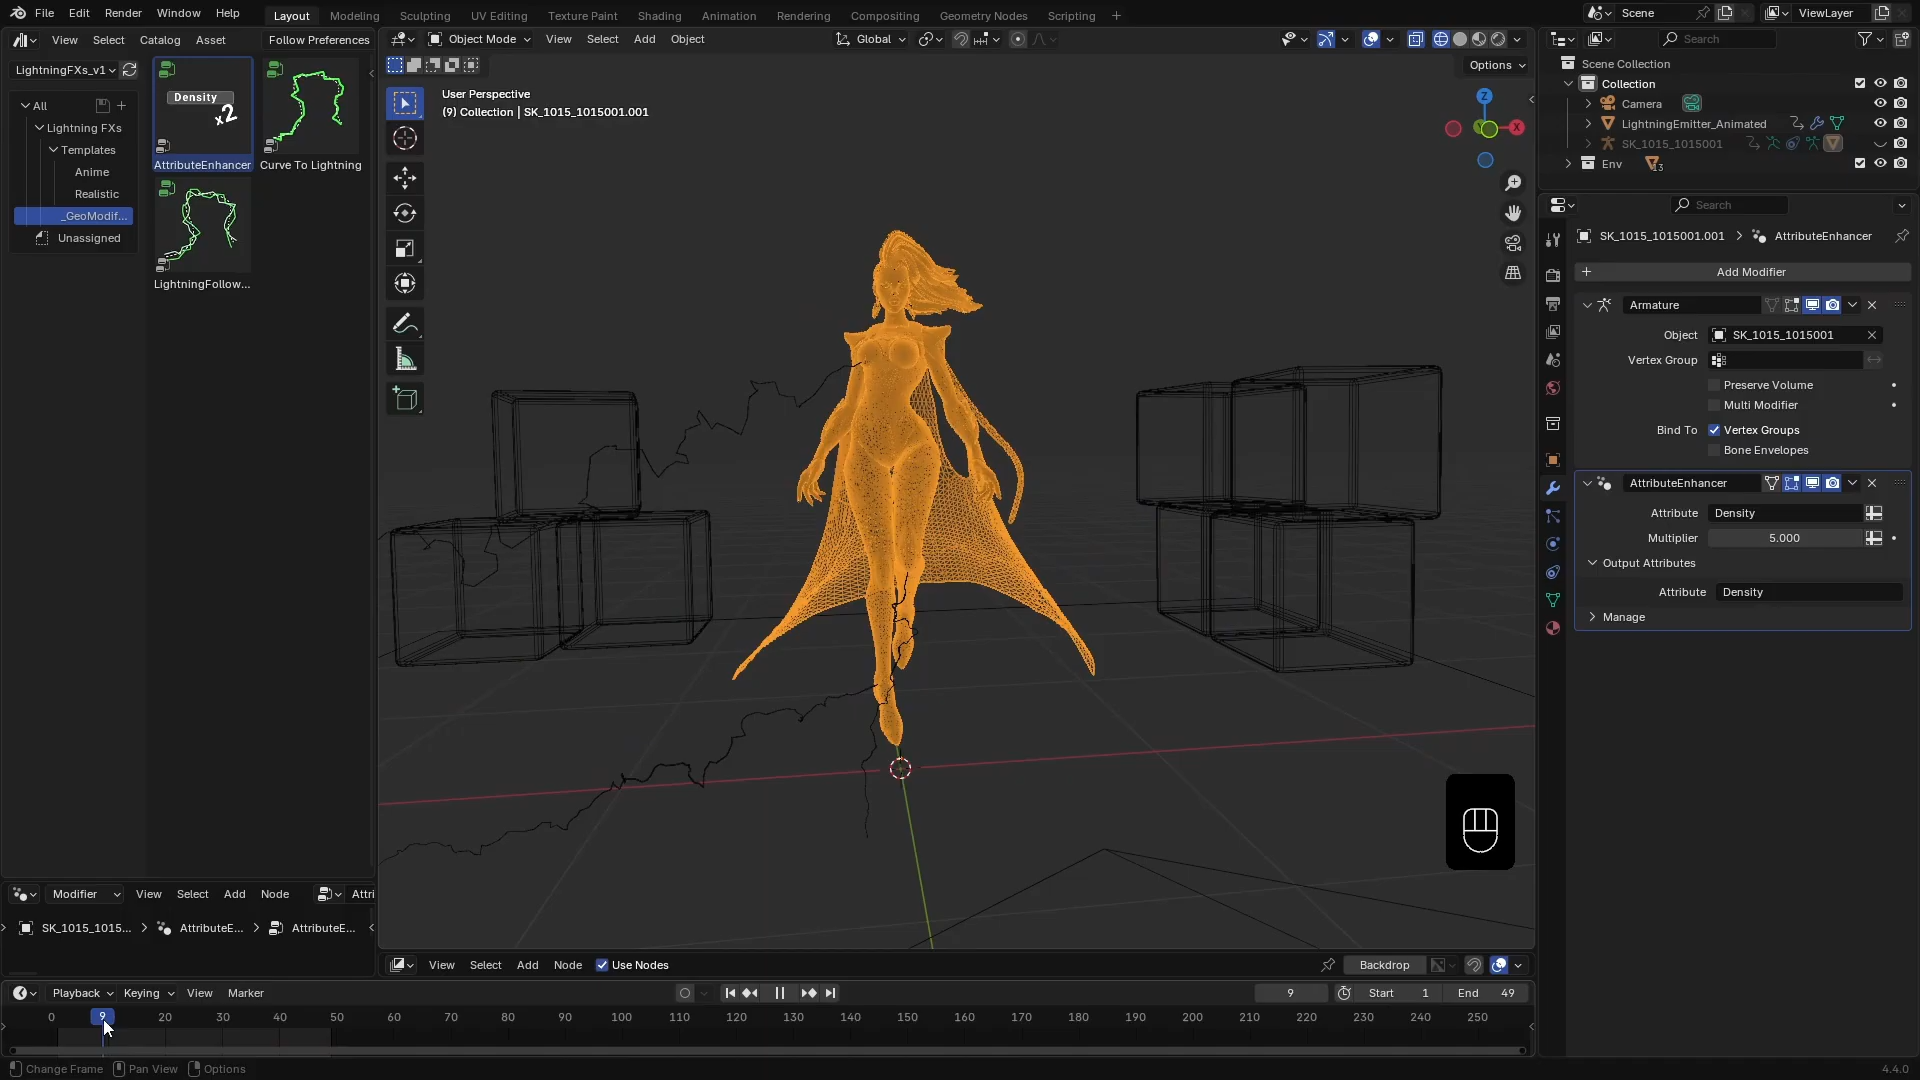 File Edit Render Window Help Layout Modeling Sculpting UV Editing Texture Paint Shading Animation Rendering Compositing Geometry Nodes Scripting + Scene ViewLayer
View Select Catalog Asset Follow Preferences Object Mode View Select Add Object Global Search
Options
LightningFXs_v1
All
Lightning FXs
Templates
Anime
Realistic
_GeoModif...
Unassigned
Density
x2
AttributeEnhancer
Curve To Lightning
LightningFollow...
User Perspective
(9) Collection | SK_1015_1015001.001
Z
X
Scene Collection
Collection
Camera
LightningEmitter_Animated
SK_1015_1015001
Env
13
Search
SK_1015_1015001.001 > AttributeEnhancer
+ Add Modifier
Armature
Object SK_1015_1015001
Vertex Group
Preserve Volume
Multi Modifier
Bind To Vertex Groups
Bone Envelopes
AttributeEnhancer
Attribute Density
Multiplier 5.000
Output Attributes
Attribute Density
Manage
Modifier View Select Add Node Attri
SK_1015_1015... > AttributeE... > AttributeE...
View Select Add Node Use Nodes Backdrop
Playback Keying View Marker 9 Start 1 End 49
0 9 20 30 40 50 60 70 80 90 100 110 120 130 140 150 160 170 180 190 200 210 220 230 240 250
Change Frame Pan View Options 4.4.0